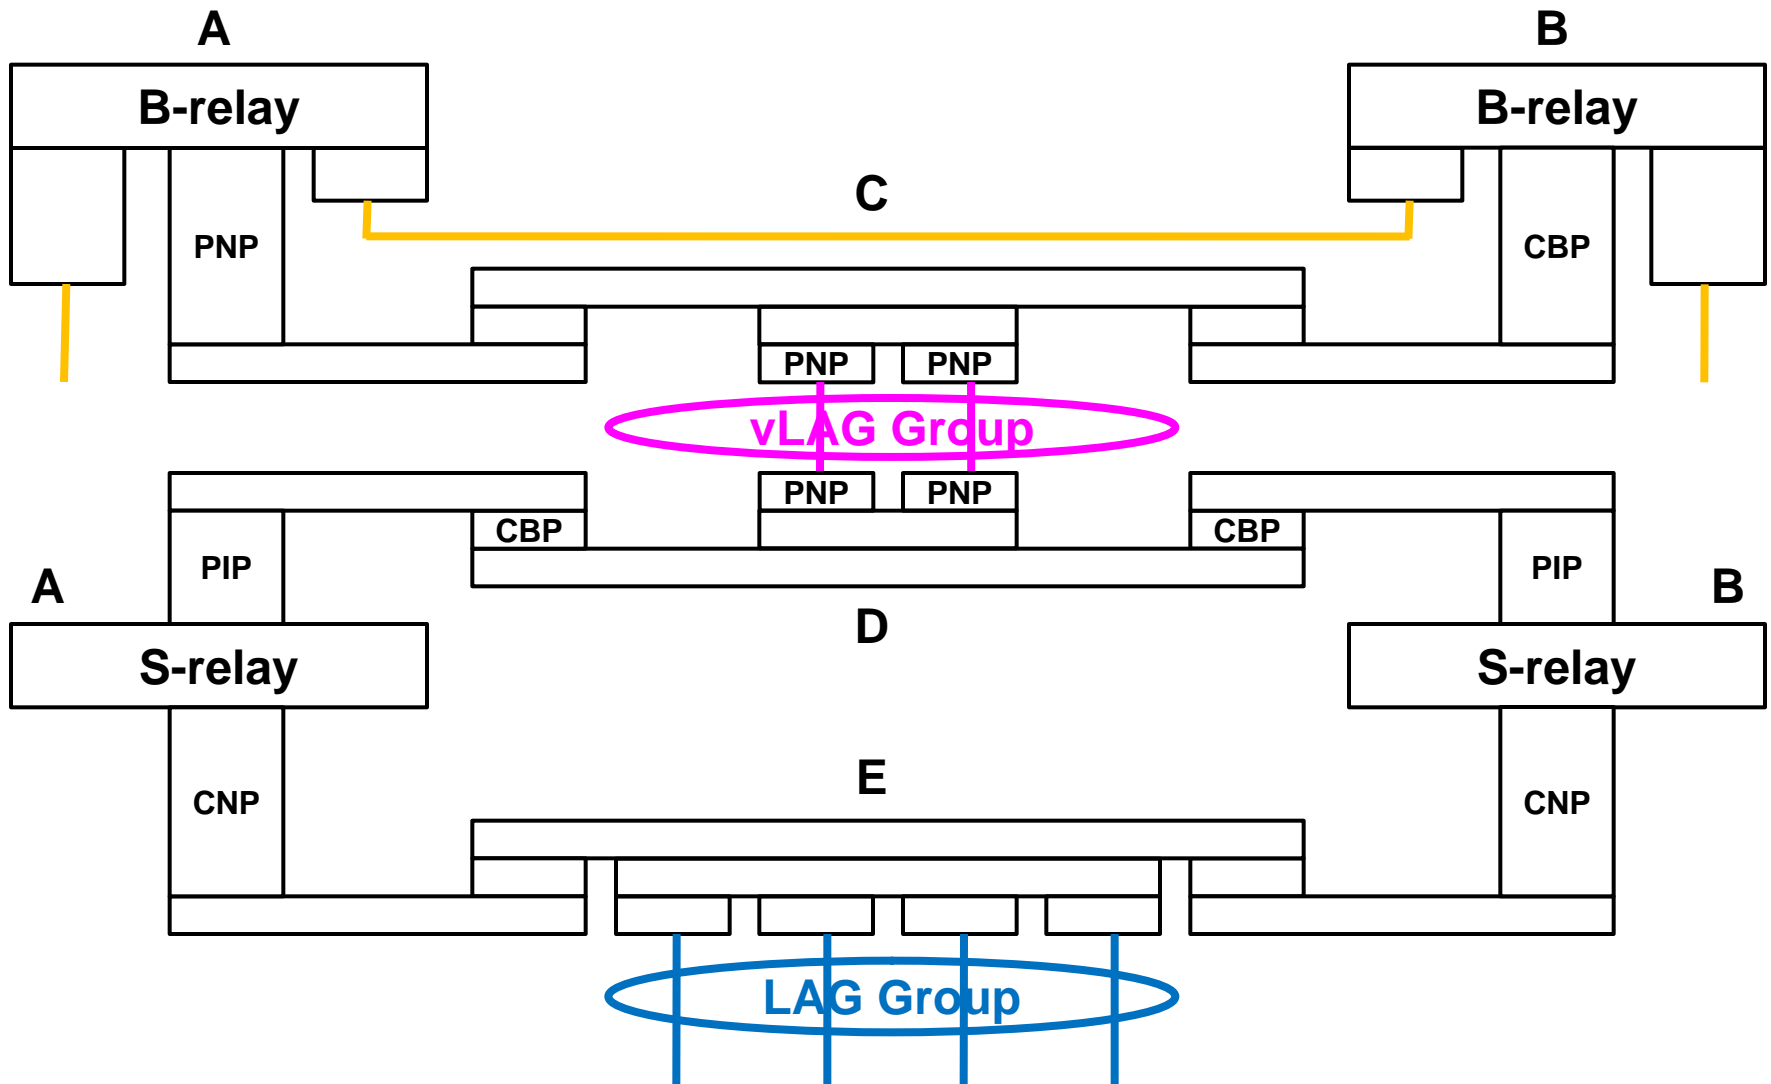 A
B
B-relay
B-relay
C
PNP
CBP
PNP
PNP
vLAG Group
PNP
PNP
CBP
CBP
PIP
PIP
A
B
D
S-relay
S-relay
E
CNP
CNP
LAG Group